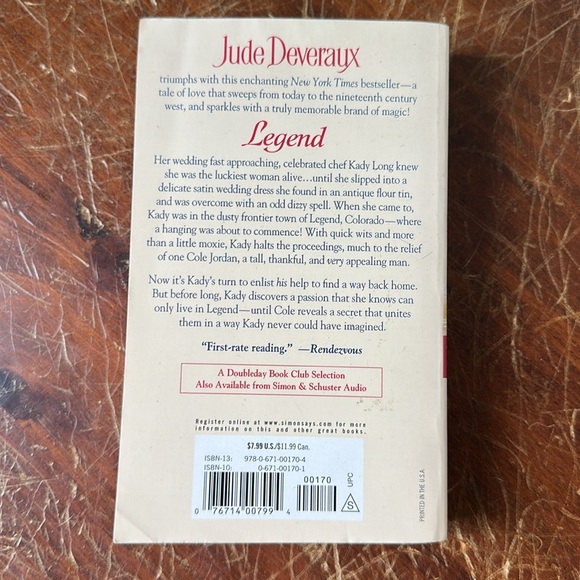 Jude Deveraux
triumphs with this enchanting New York Times bestseller—a
tale of love that sweeps from today to the nineteenth century
west, and sparkles with a truly memorable brand of magic!
Legend
Her wedding fast approaching, celebrated chef Kady Long knew
she was the luckiest woman alive...until she slipped into a
delicate satin wedding dress she found in an antique flour tin,
and was overcome with an odd dizzy spell. When she came to,
Kady was in the dusty frontier town of Legend, Colorado—where
a hanging was about to commence! With quick wits and more
than a little moxie, Kady halts the proceedings, much to the relief
of one Cole Jordan, a tall, thankful, and very appealing man.
Now it's Kady's turn to enlist his help to find a way back home.
But before long, Kady discovers a passion that she knows can
only live in Legend—until Cole reveals a secret that unites
them in a way Kady never could have imagined.
"First-rate reading." —Rendezvous
A Doubleday Book Club Selection
Also Available from Simon & Schuster Audio
Register online at www.simonsays.com for more
information on this and other great books.
$7.99 U.S./$11.99 Can.
ISBN-13: 978-0-671-00170-4
ISBN-10: 0-671-00170-1
00170
UPC
S
0 76714 00799 4
PRINTED IN THE U.S.A.